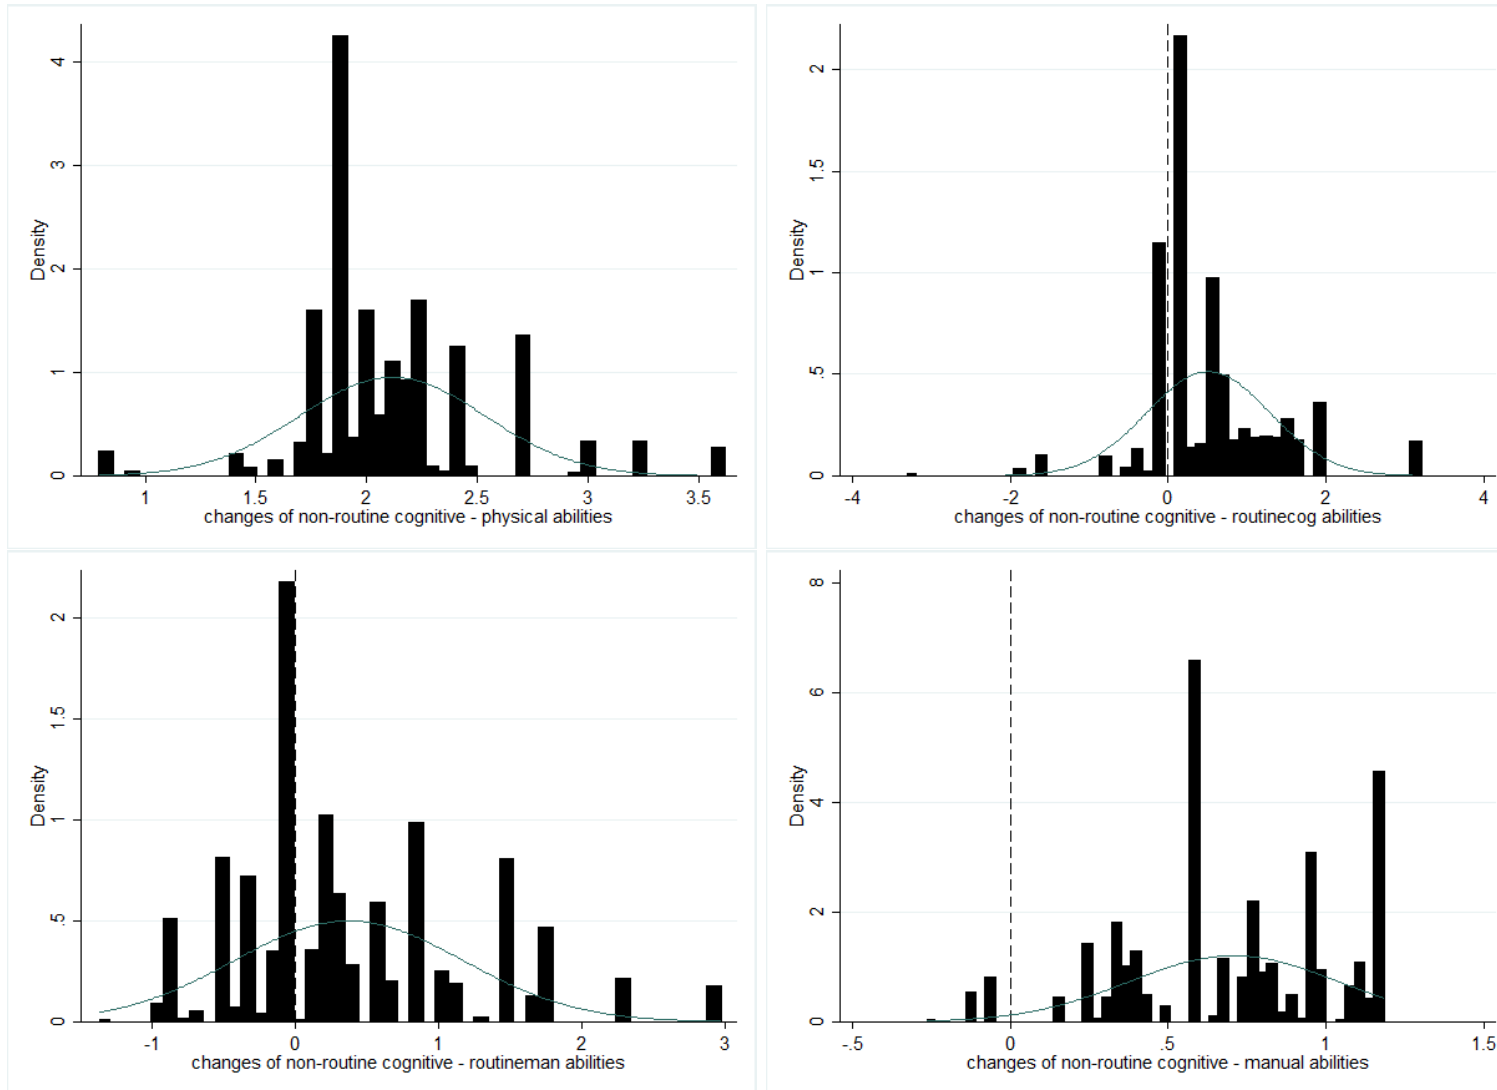 4
3
2
1
0
Density
1 1.5 2 2.5 3 3.5
changes of non-routine cognitive - physical abilities
2
1.5
1
.5
0
Density
-4 -2 0 2 4
changes of non-routine cognitive - routinecog abilities
2
1.5
1
.5
0
Density
-1 0 1 2 3
changes of non-routine cognitive - routineman abilities
8
6
4
2
0
Density
-.5 0 .5 1 1.5
changes of non-routine cognitive - manual abilities